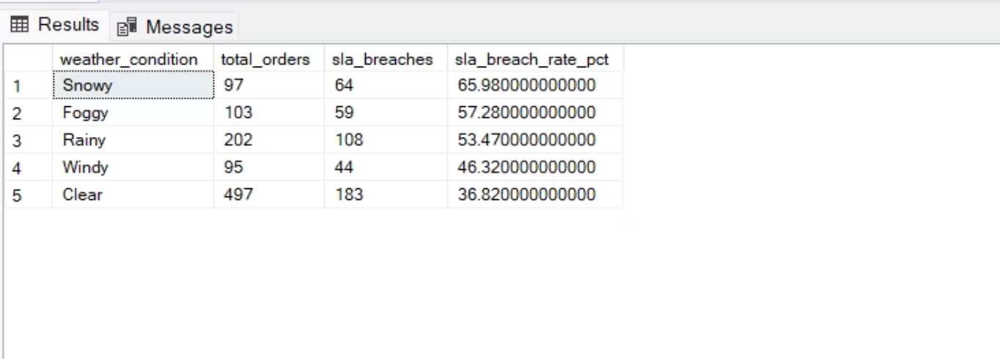 Results Messages
weather_condition total_orders sla_breaches sla_breach_rate_pct
1 Snowy 97 64 65.980000000000
2 Foggy 103 59 57.280000000000
3 Rainy 202 108 53.470000000000
4 Windy 95 44 46.320000000000
5 Clear 497 183 36.820000000000